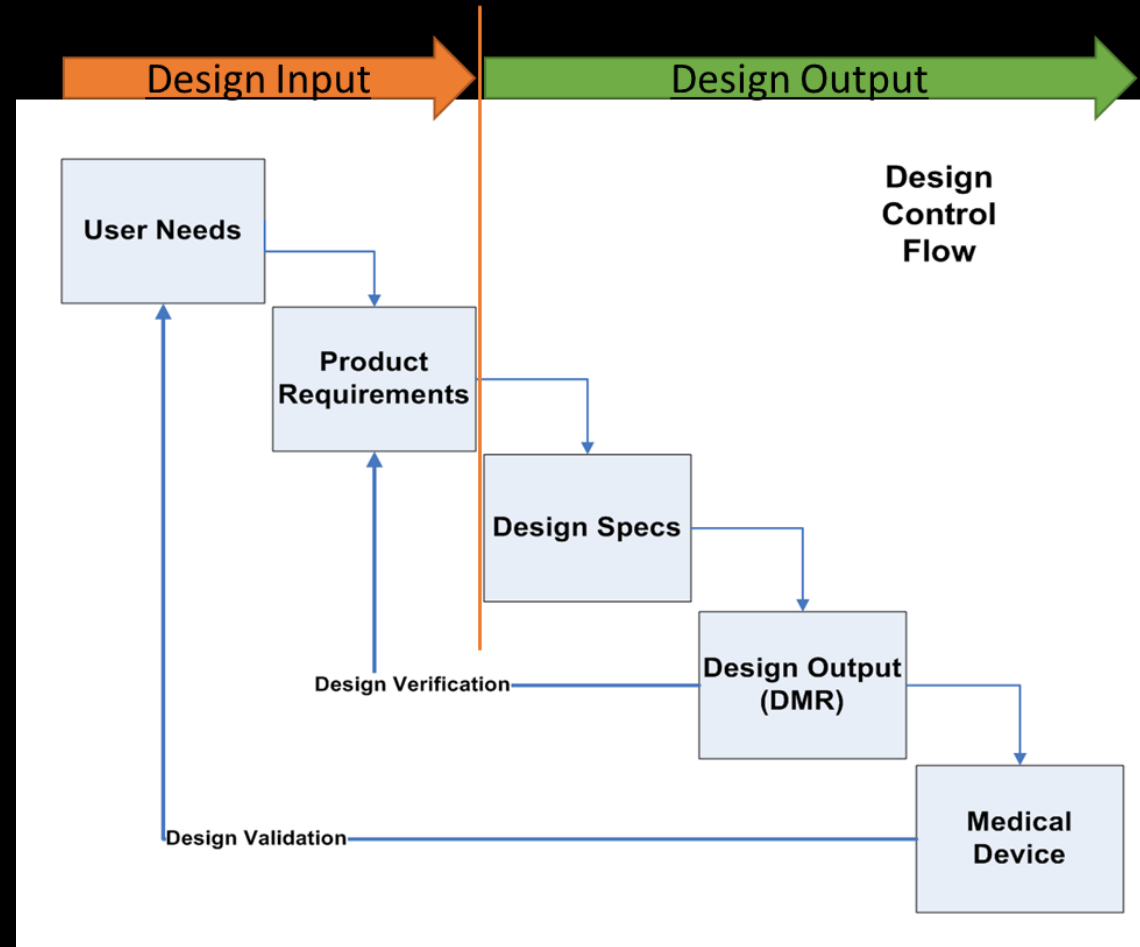 Design Input
Design Output
Design
Control
Flow
User Needs
Product
Requirements
Design Specs
Design Output
(DMR)
Design Verification
Medical
Device
Design Validation